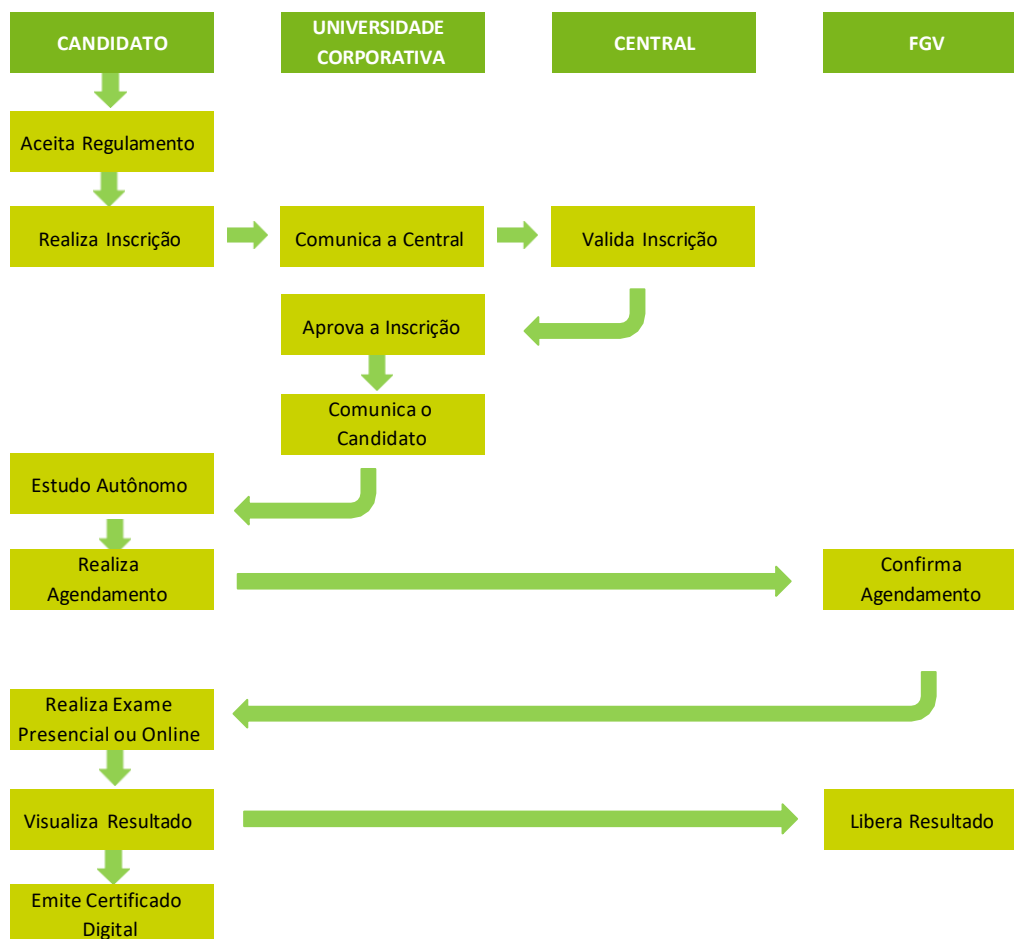 CANDIDATO
UNIVERSIDADE
CORPORATIVA
CENTRAL
FGV
Aceita Regulamento
Realiza Inscrição
Comunica a Central
Valida Inscrição
Aprova a Inscrição
Comunica o
Candidato
Estudo Autônomo
Realiza
Agendamento
Confirma
Agendamento
Realiza Exame
Presencial ou Online
Visualiza Resultado
Libera Resultado
Emite Certificado
Digital